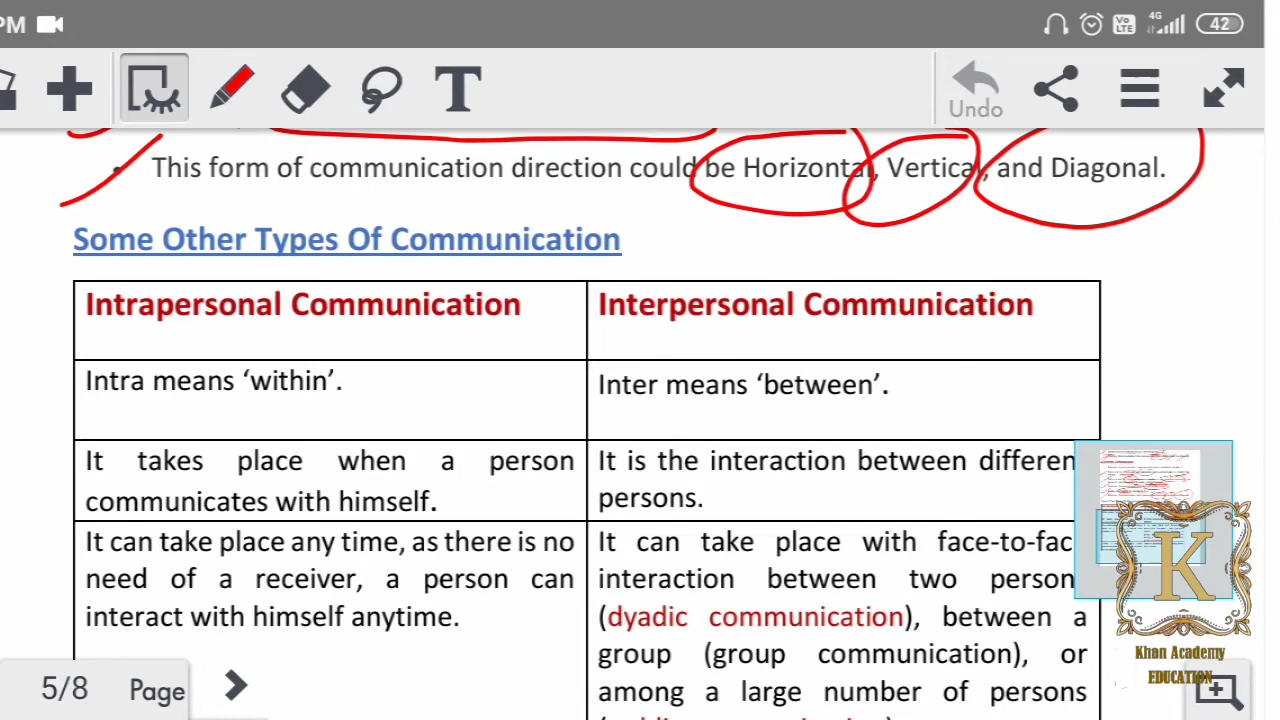 PM
4G
Vo
LTE
42
T
Undo
This form of communication direction could be Horizontal, Vertical, and Diagonal.
Some Other Types Of Communication
Intrapersonal Communication
Interpersonal Communication
Intra means ‘within’.
Inter means ‘between’.
It takes place when a person
communicates with himself.
It is the interaction between differen
persons.
It can take place any time, as there is no
need of a receiver, a person can
interact with himself anytime.
It can take place with face-to-fac
interaction between two person
(dyadic communication), between a
group (group communication), or
among a large number of persons
5/8 Page
K
Khan Academy
EDUCATION